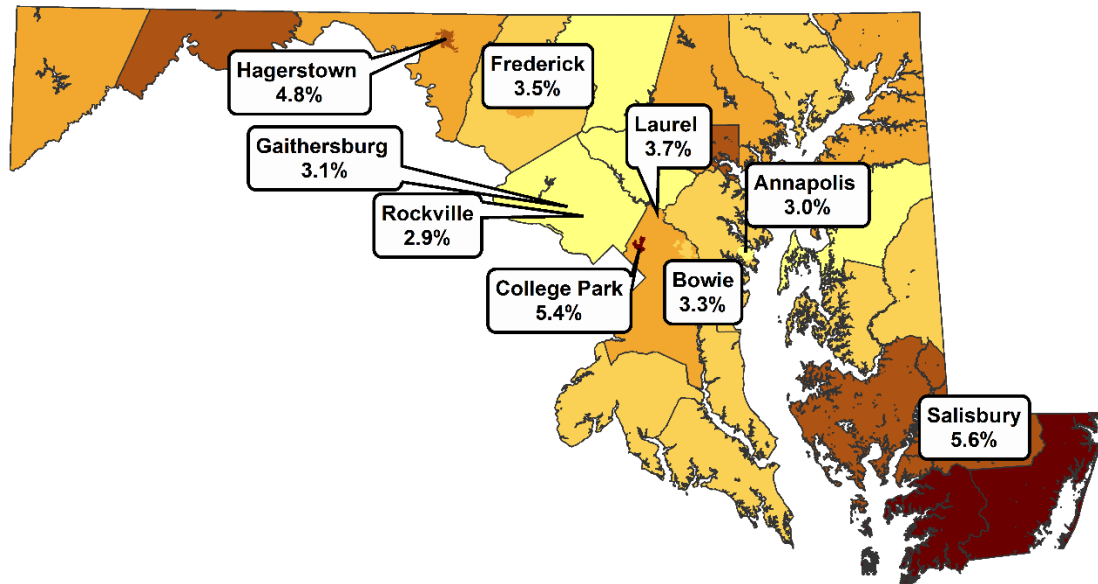 Hagerstown
4.8%
Frederick
3.5%
Laurel
3.7%
Gaithersburg
3.1%
Annapolis
3.0%
Rockville
2.9%
College Park
5.4%
Bowie
3.3%
Salisbury
5.6%